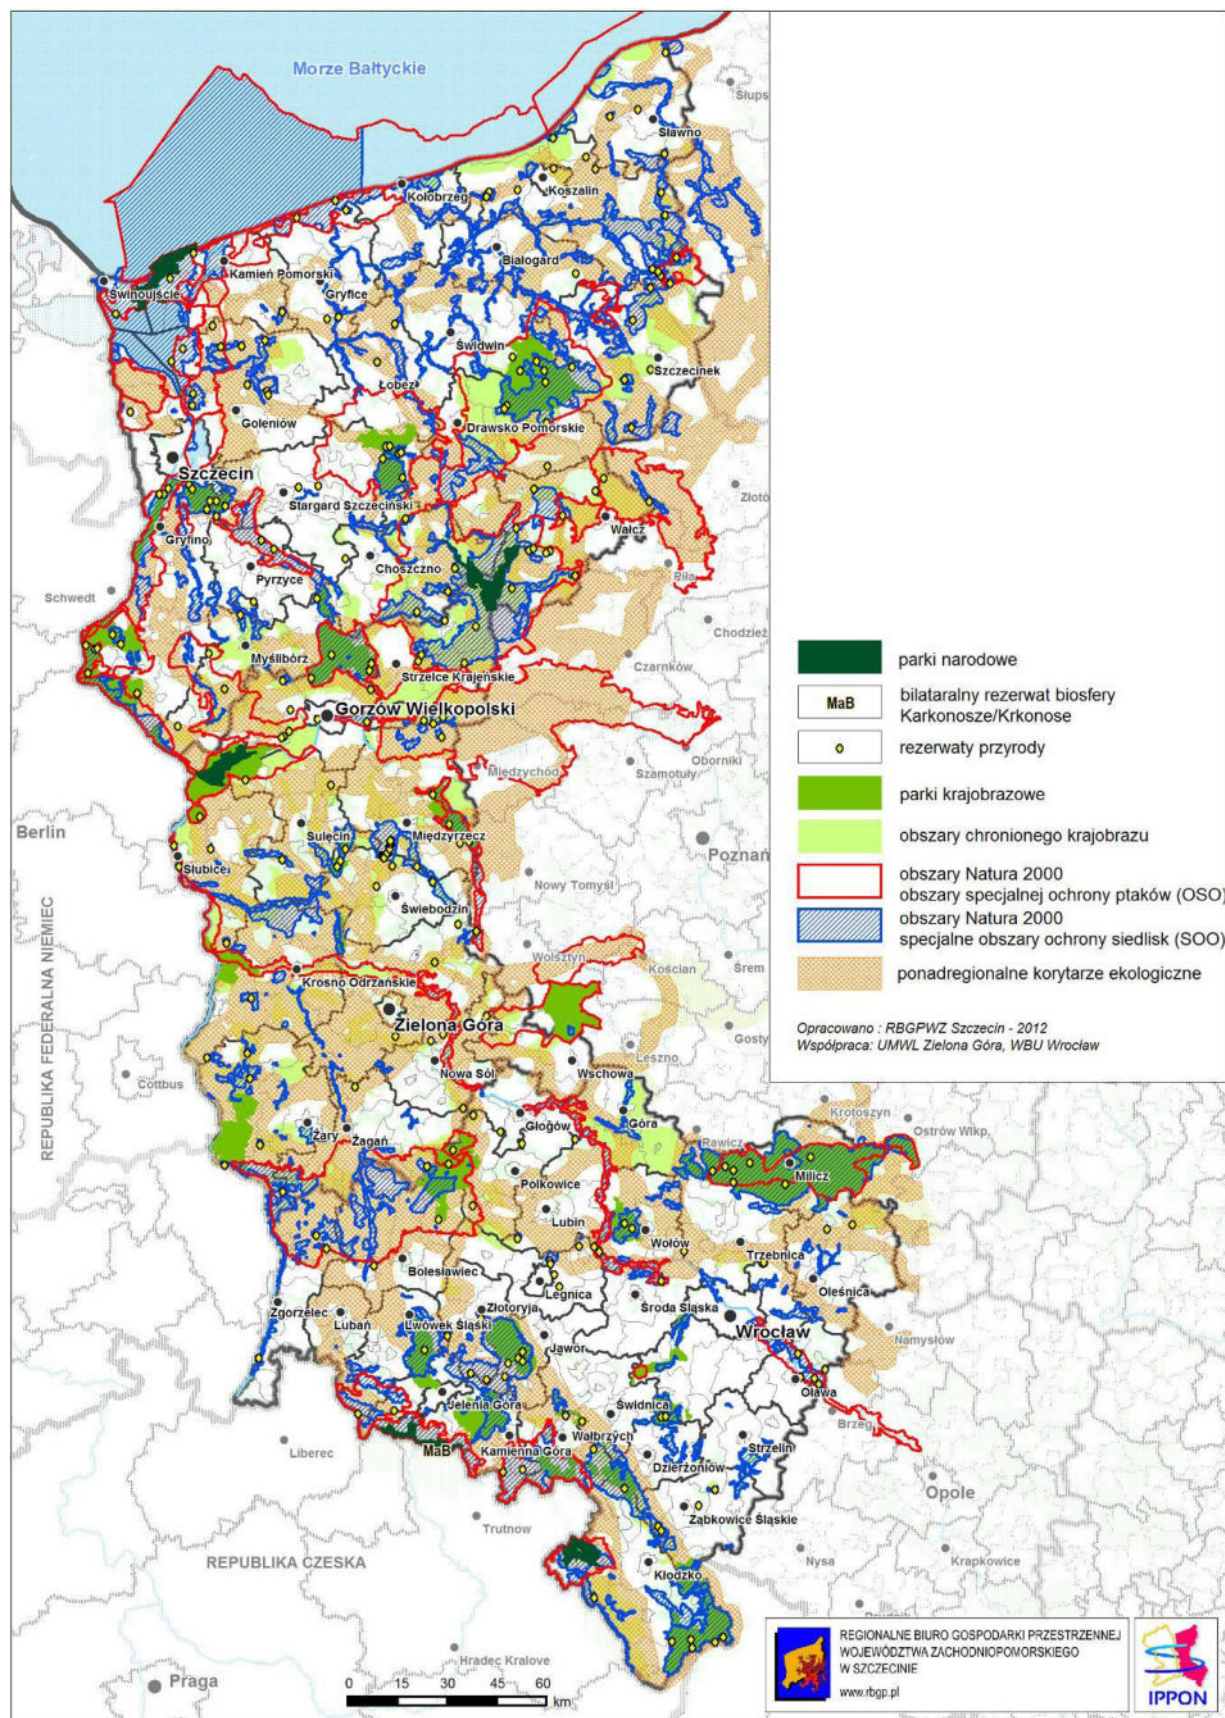 Morze Bałtyckie
Słups
Sławno
Koszalin
Kołobrzeg
Białogard
Kamień Pomorski
Gryfice
Świnoujście
Świdwin
Szczecinek
Łobez
Goleniów
Drawsko Pomorskie
Szczecin
Złotó
Stargard Szczeciński
Wałcz
Gryfino
Choszczno
Piła
Pyrzyce
Schwedt
Chodzież
Myślibórz
Czarnków
Strzelce Krajeńskie
Gorzów Wielkopolski
Oborniki
Międzychód
Szamotuły
Berlin
Sulęcin
Międzyrzecz
Poznań
Słubice
Nowy Tomyśl
Świebodzin
Wolsztyn
Kościan
Śrem
Krosno Odrzańskie
Zielona Góra
Gosty
Leszno
Nowa Sól
Wschowa
Cottbus
REPUBLIKA FEDERALNA NIEMIEC
Krotoszyn
Głogów
Góra
Żary
Żagań
Rawicz
Ostrów Wlkp.
Milicz
Polkowice
Lubin
Wołów
Trzebnica
Bolesławiec
Legnica
Oleśnica
Środa Śląska
Zgorzelec
Lubań
Złotoryja
Lwówek Śląski
Wrocław
Namysłów
Jawor
Oława
Jelenia Góra
Świdnica
Brzeg
Liberec
MaB
Kamienna Góra
Wałbrzych
Strzelin
Dzierżoniów
Opole
Ząbkowice Śląskie
Trutnow
REPUBLIKA CZESKA
Nysa
Krapkowice
Kłodzko
Prudnik
Hradec Kralove
Praga
0 15 30 45 60
km
parki narodowe
MaB
bilataralny rezerwat biosfery
Karkonosze/Krkonose
rezerwaty przyrody
parki krajobrazowe
obszary chronionego krajobrazu
obszary Natura 2000
obszary specjalnej ochrony ptaków (OSO)
obszary Natura 2000
specjalne obszary ochrony siedlisk (SOO)
ponadregionalne korytarze ekologiczne
Opracowano : RBGPWZ Szczecin - 2012
Współpraca: UMWL Zielona Góra, WBU Wrocław
REGIONALNE BIURO GOSPODARKI PRZESTRZENNEJ
WOJEWÓDZTWA ZACHODNIOPOMORSKIEGO
W SZCZECINIE
www.rbgp.pl
IPPON